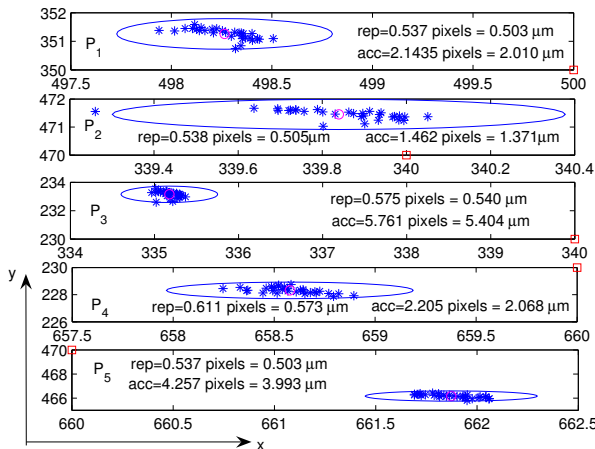 352
351
350
P1
rep=0.537 pixels = 0.503 µm
acc=2.1435 pixels = 2.010 µm
497.5 498 498.5 499 499.5 500
472
471
470
P2
rep=0.538 pixels = 0.505µm
acc=1.462 pixels = 1.371µm
339.4 339.6 339.8 340 340.2 340.4
234
232
230
P3
rep=0.575 pixels = 0.540 µm
acc=5.761 pixels = 5.404 µm
334 335 336 337 338 339 340
230
228
226
P4
rep=0.611 pixels = 0.573 µm
acc=2.205 pixels = 2.068 µm
657.5 658 658.5 659 659.5 660
y
470
468
466
P5
rep=0.537 pixels = 0.503 µm
acc=4.257 pixels = 3.993 µm
660 660.5 661 661.5 662 662.5
x